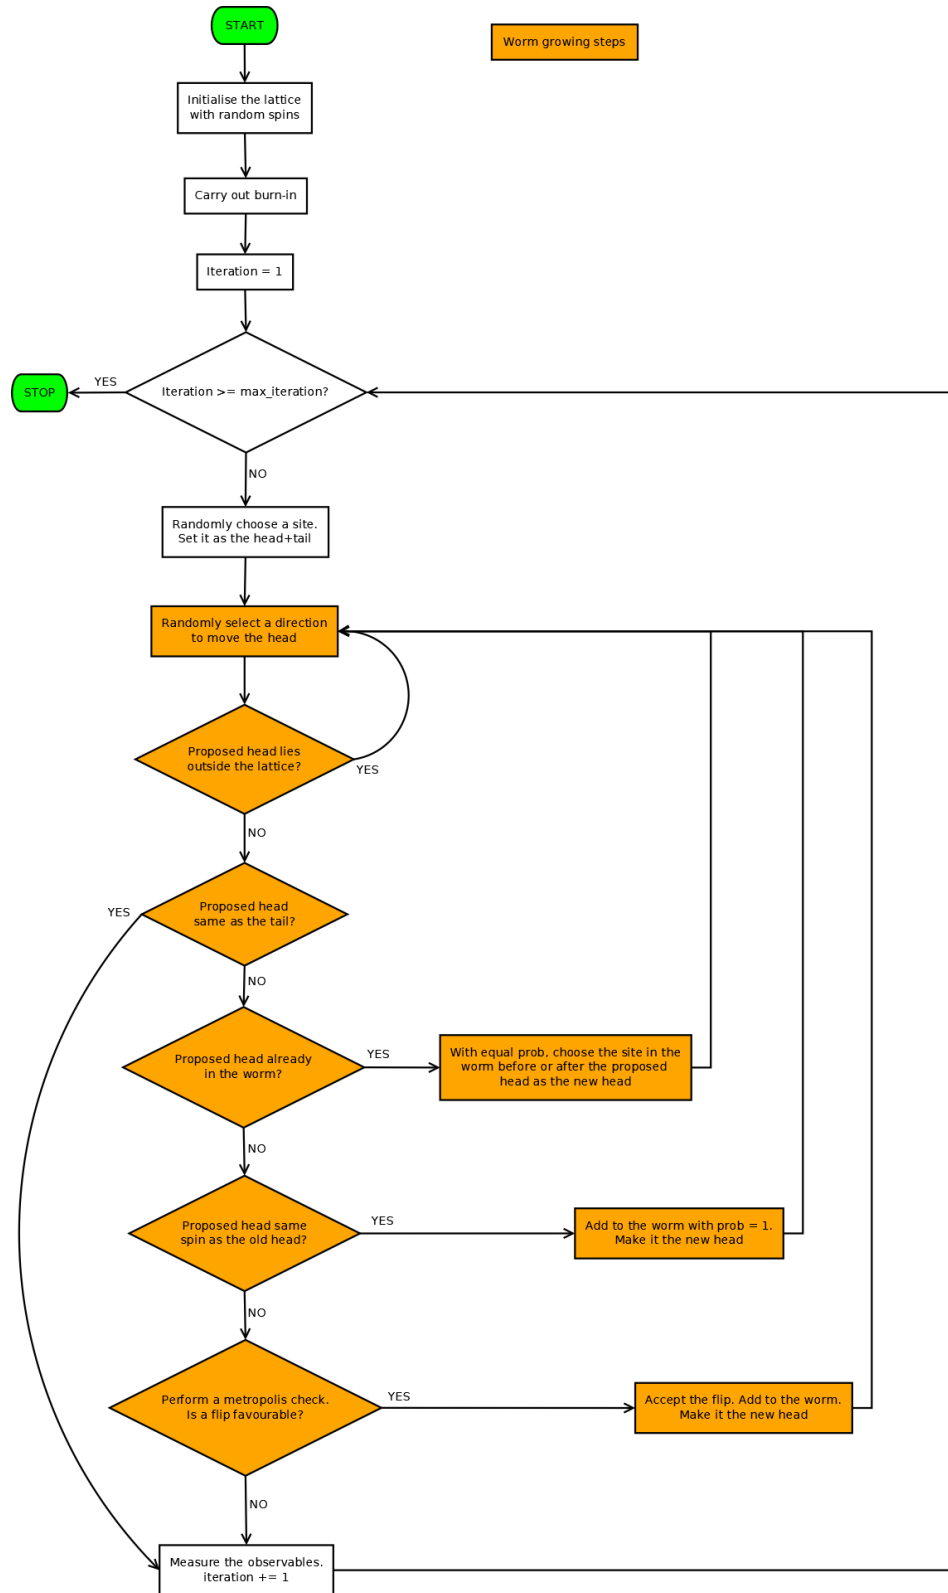 START
Worm growing steps
Initialise the lattice
with random spins
Carry out burn-in
Iteration = 1
YES
STOP
Iteration >= max_iteration?
NO
Randomly choose a site.
Set it as the head+tail
Randomly select a direction
to move the head
Proposed head lies
outside the lattice?
YES
NO
YES
Proposed head
same as the tail?
NO
Proposed head already
in the worm?
YES
With equal prob, choose the site in the
worm before or after the proposed
head as the new head
NO
Proposed head same
spin as the old head?
YES
Add to the worm with prob = 1.
Make it the new head
NO
Perform a metropolis check.
Is a flip favourable?
YES
Accept the flip. Add to the worm.
Make it the new head
NO
Measure the observables.
iteration += 1